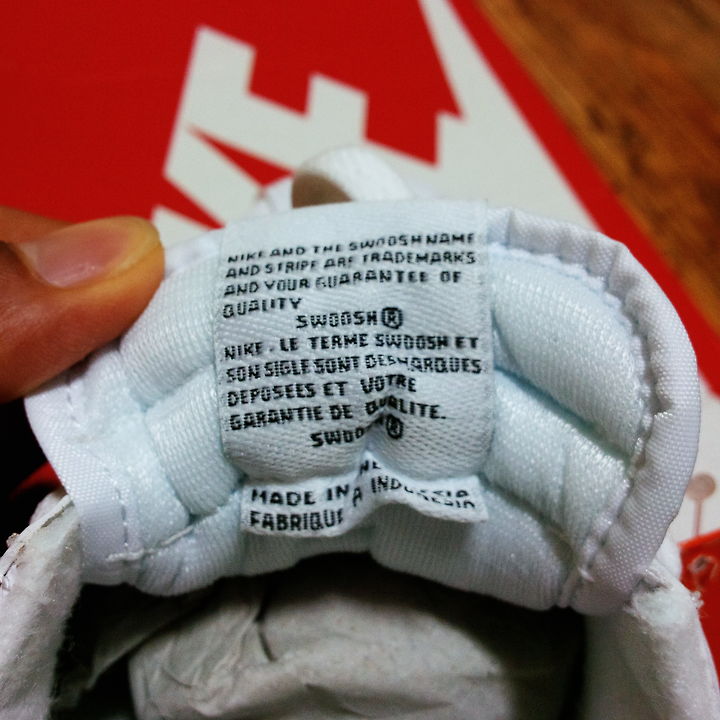 NIKE
NIKE AND THE SWOOSH NAME
AND STRIPE ARE TRADEMARKS
AND YOUR GUARANTEE OF
QUALITY
SWOOSH®
NIKE. LE TERME SWOOSH ET
SON SIGLE SONT DES MARQUES
DEPOSEES ET VOTRE
GARANTIE DE QUALITE.
SWOOSH®
MADE IN INDONESIA
FABRIQUE A